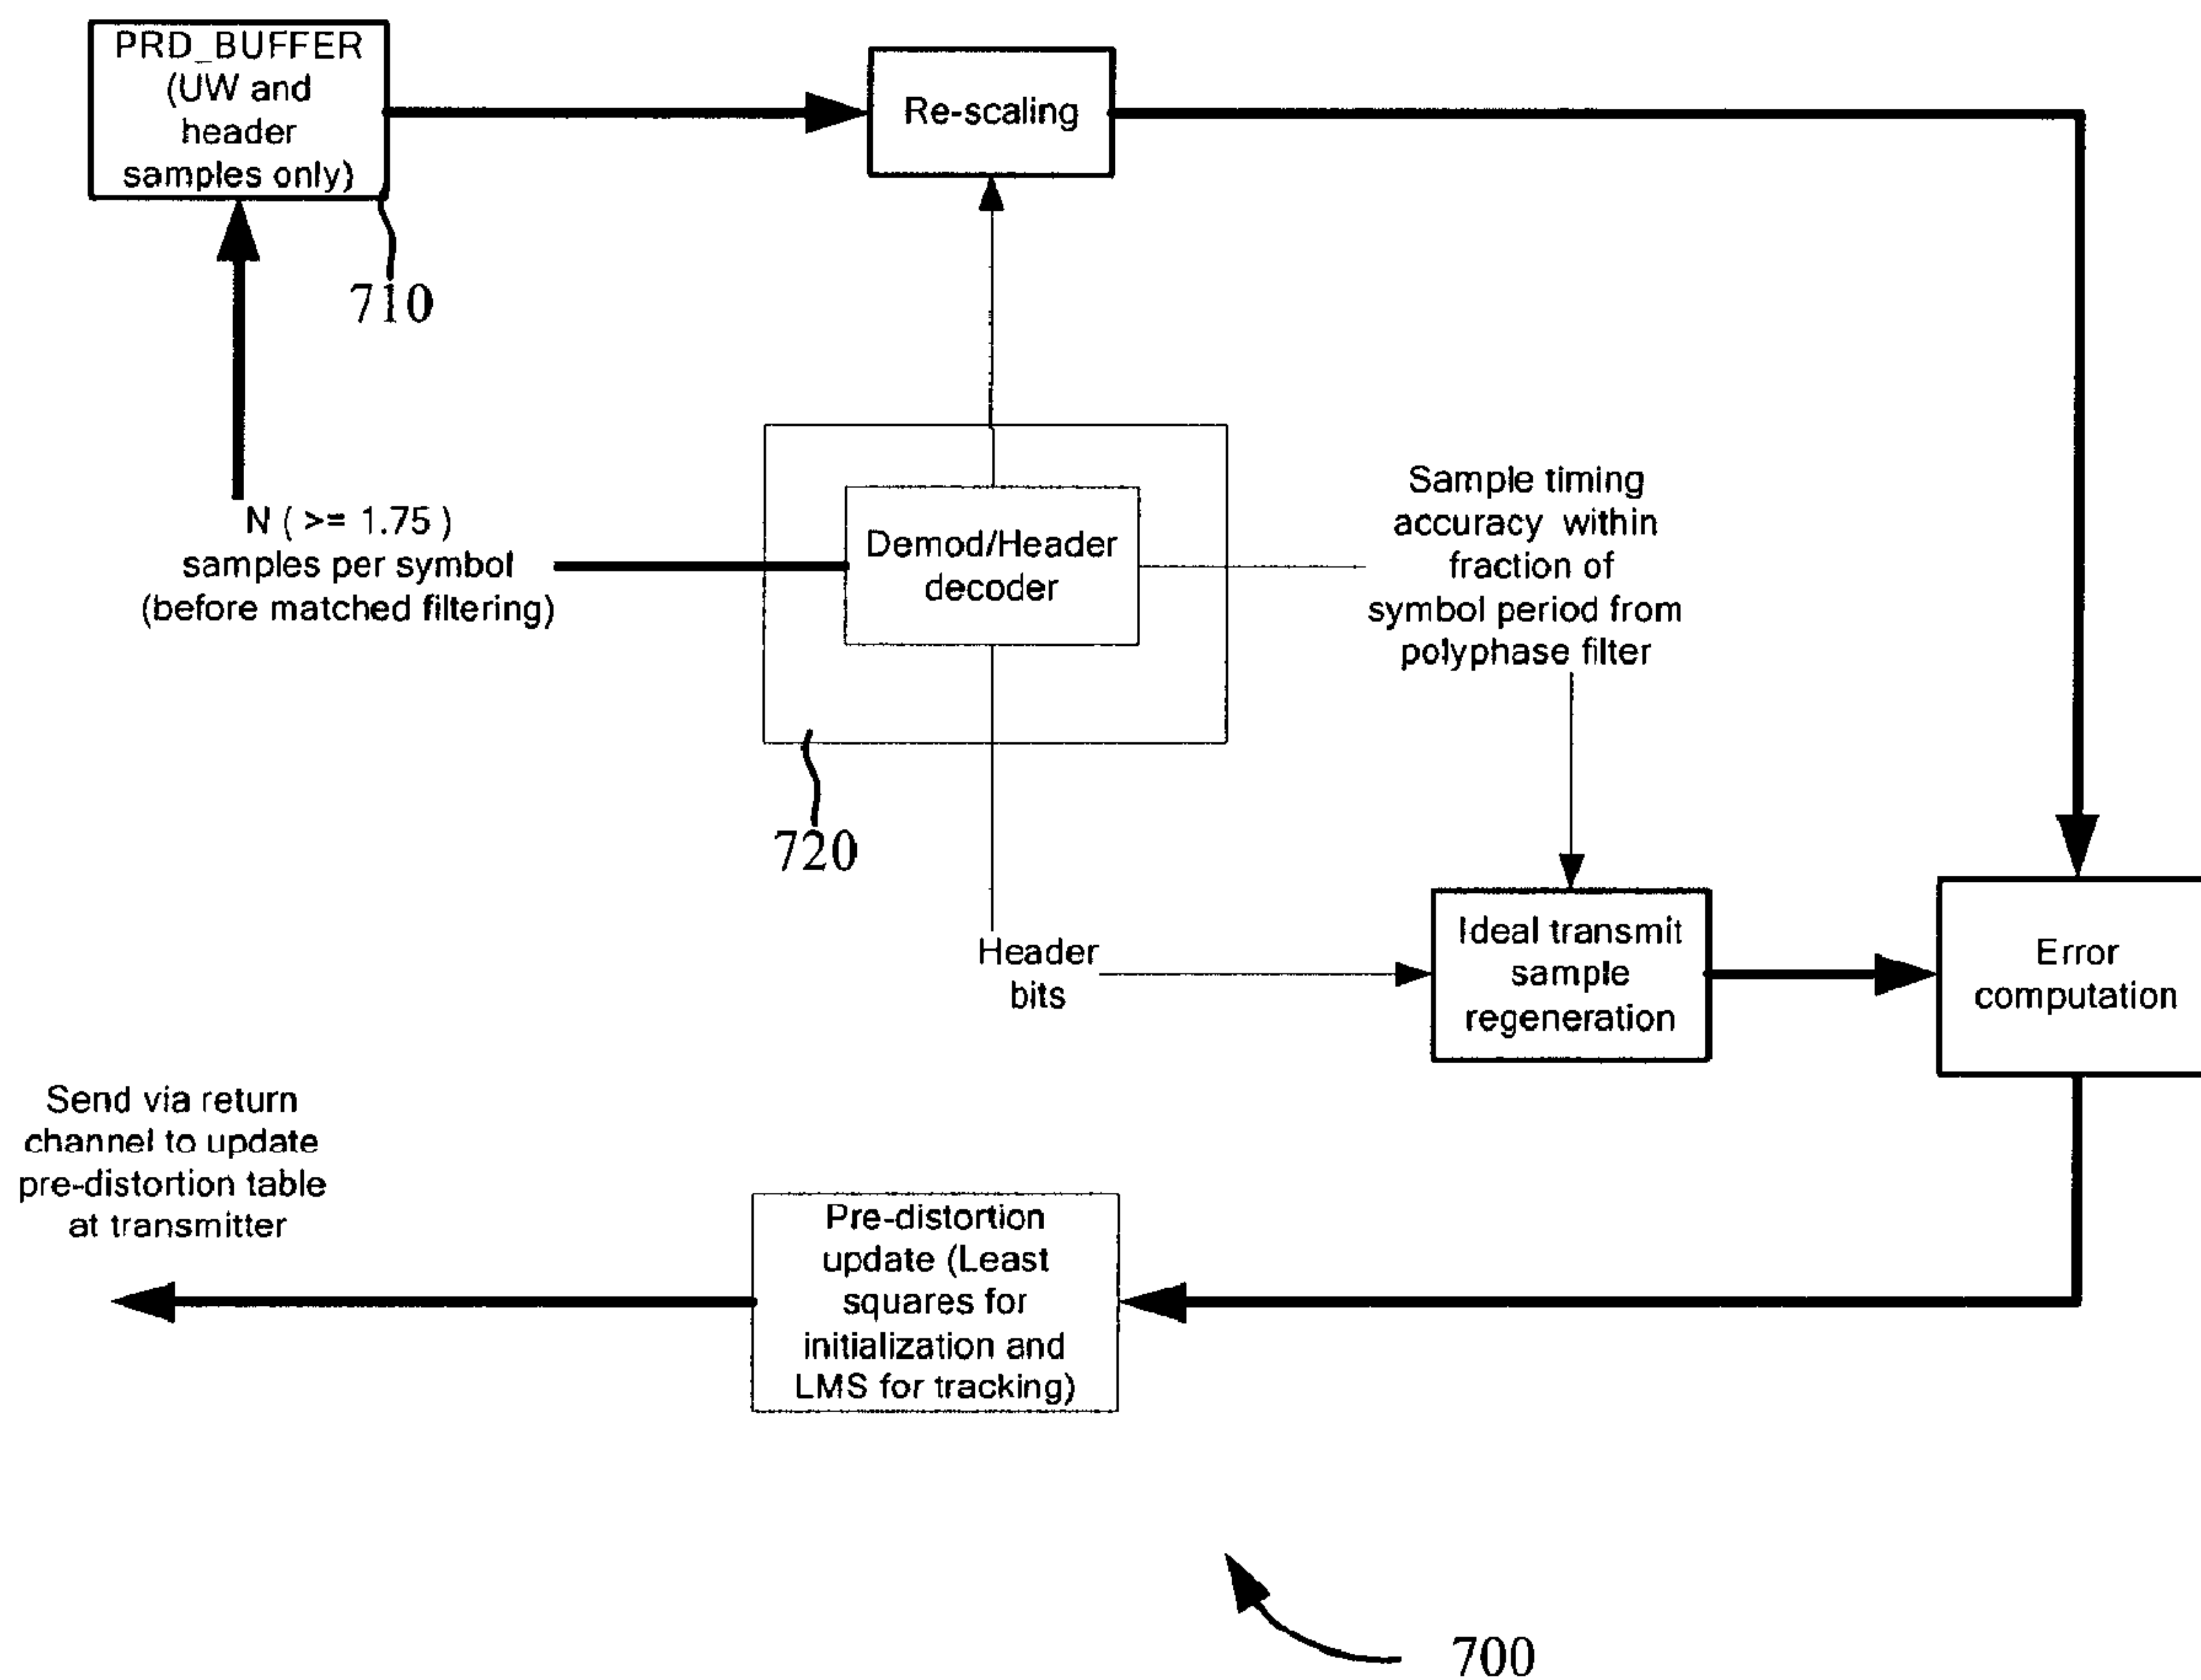 PRD_BUFFER
(UW and
header
samples only)
Re-scaling
710
N ( >= 1.75 )
samples per symbol
(before matched filtering)
Demod/Header
decoder
Sample timing
accuracy within
fraction of
symbol period from
polyphase filter
720
Header
bits
Ideal transmit
sample
regeneration
Error
computation
Send via return
channel to update
pre-distortion table
at transmitter
Pre-distortion
update (Least
squares for
initialization and
LMS for tracking)
700